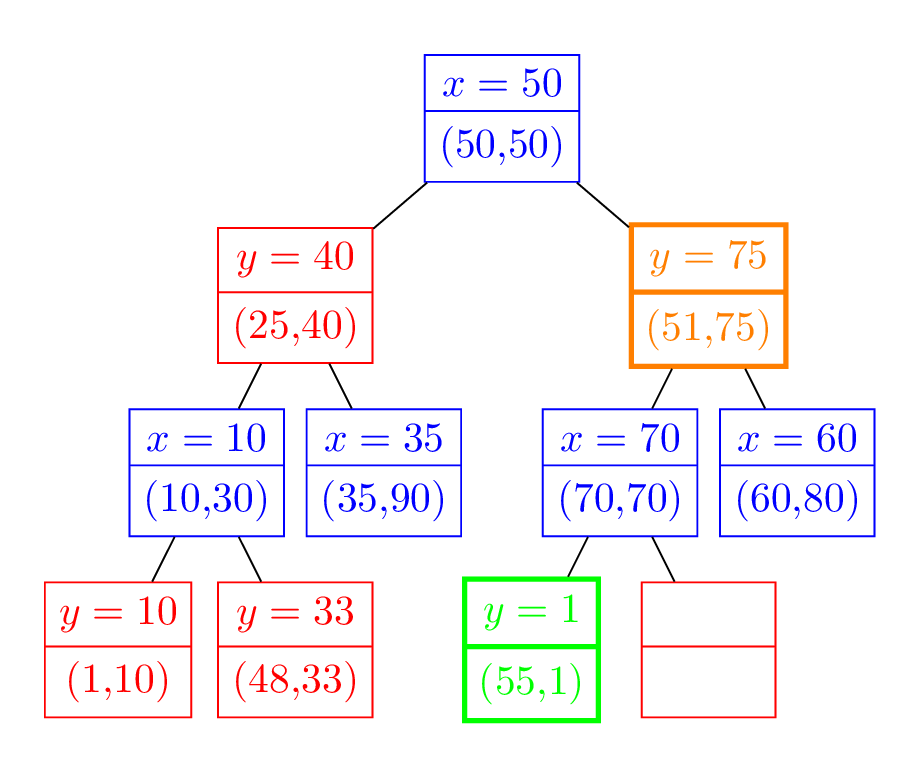 x = 50
(50,50)
y = 40
(25,40)
y = 75
(51,75)
x = 10
(10,30)
x = 35
(35,90)
x = 70
(70,70)
x = 60
(60,80)
y = 10
(1,10)
y = 33
(48,33)
y = 1
(55,1)